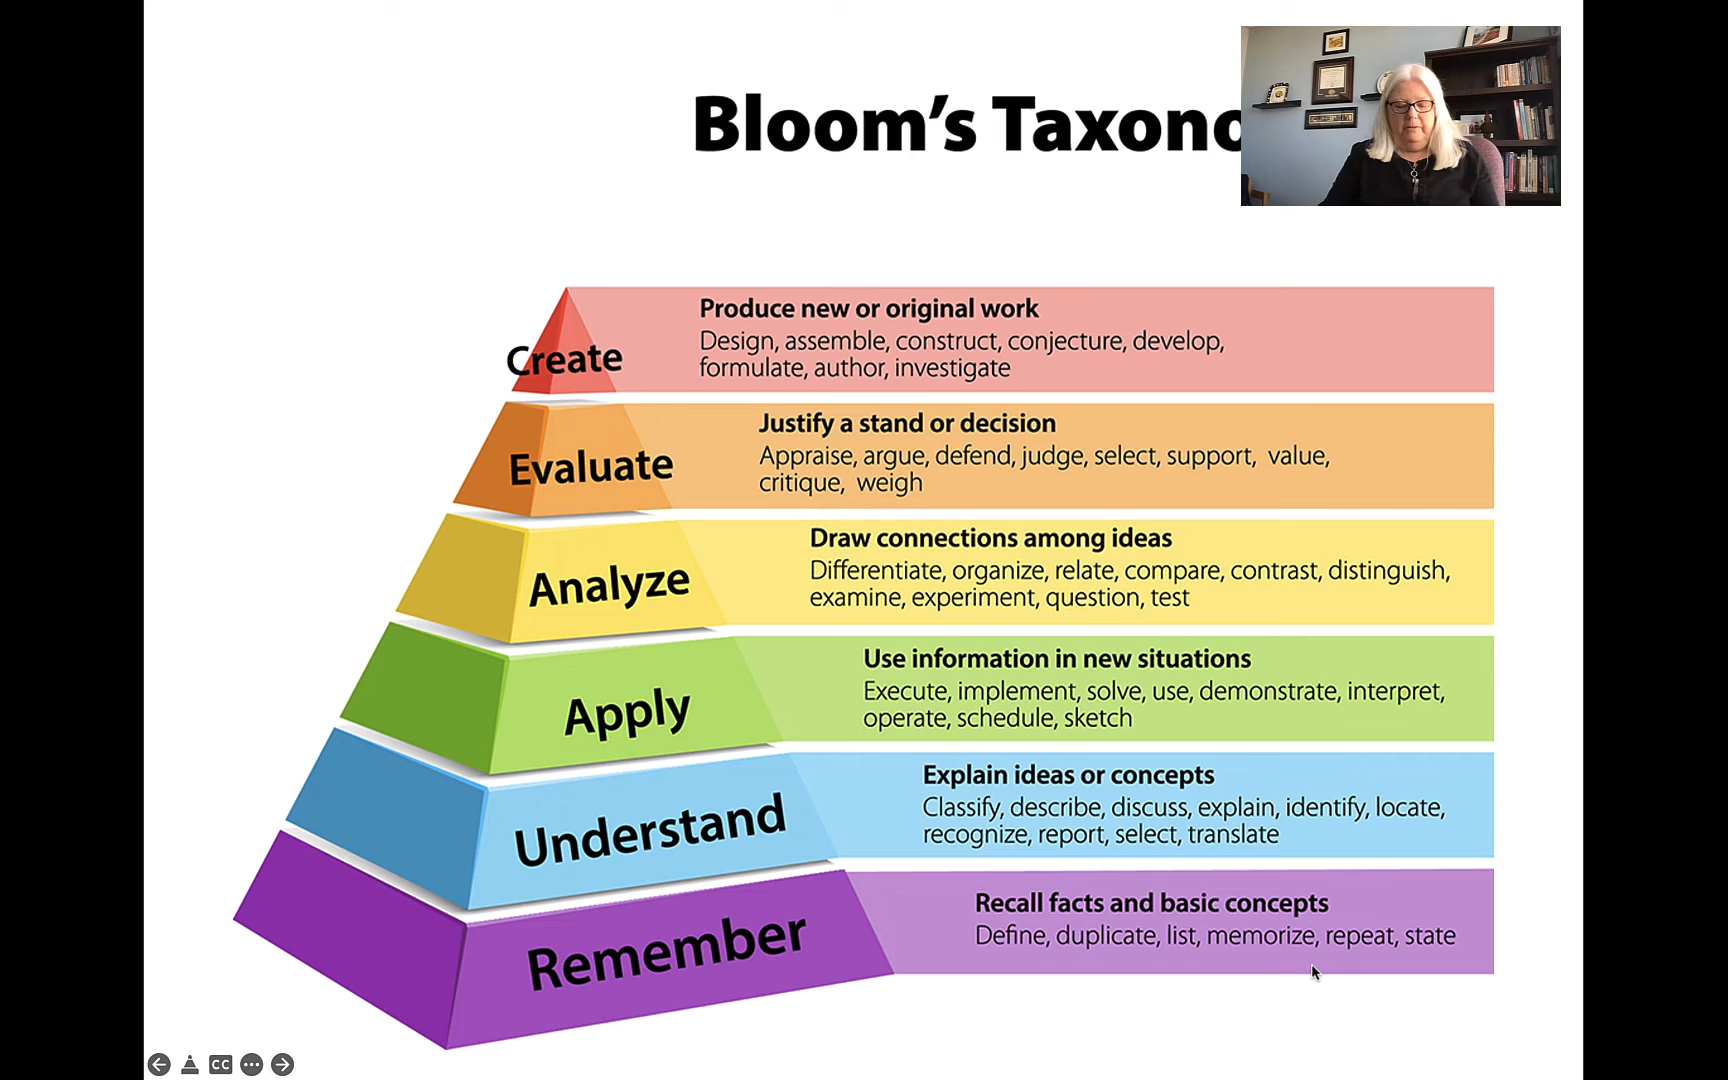 Bloom's Taxono
Produce new or original work
Design, assemble, construct, conjecture, develop,
formulate, author, investigate
Create
Justify a stand or decision
Appraise, argue, defend, judge, select, support, value,
critique, weigh
Evaluate
Draw connections among ideas
Differentiate, organize, relate, compare, contrast, distinguish,
examine, experiment, question, test
Analyze
Use information in new situations
Execute, implement, solve, use, demonstrate, interpret,
operate, schedule, sketch
Apply
Explain ideas or concepts
Classify, describe, discuss, explain, identify, locate,
recognize, report, select, translate
Understand
Recall facts and basic concepts
Define, duplicate, list, memorize, repeat, state
Remember
CC